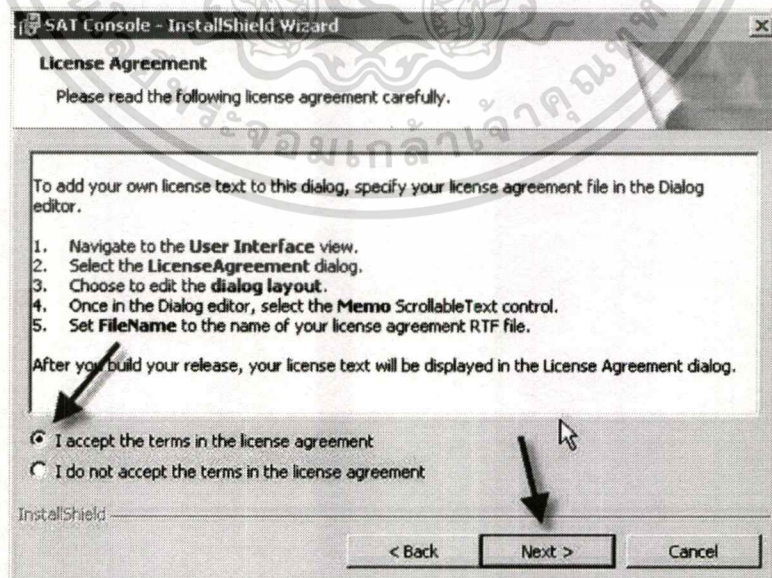 SAT Console - InstallShield Wizard
License Agreement
Please read the following license agreement carefully.
To add your own license text to this dialog, specify your license agreement file in the Dialog
editor.
1. Navigate to the User Interface view.
2. Select the LicenseAgreement dialog.
3. Choose to edit the dialog layout.
4. Once in the Dialog editor, select the Memo ScrollableText control.
5. Set FileName to the name of your license agreement RTF file.
After you build your release, your license text will be displayed in the License Agreement dialog.
I accept the terms in the license agreement
I do not accept the terms in the license agreement
InstallShield
< Back
Next >
Cancel